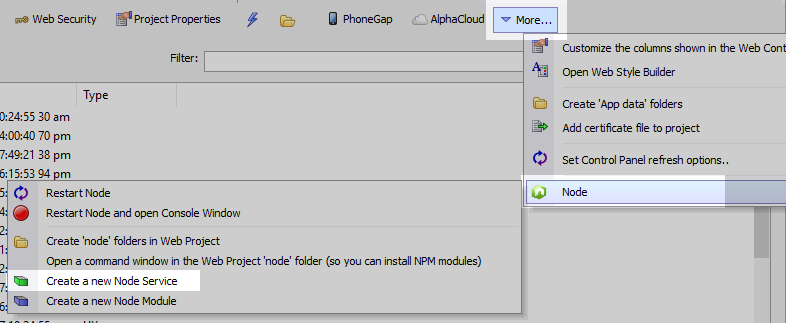 Web Security Project Properties PhoneGap AlphaCloud More...
Filter:
Customize the columns shown in the Web Cont
Open Web Style Builder
Type
Create 'App data' folders
0:24:55 30 am
4:00:40 70 pm
Add certificate file to project
7:49:21 38 pm
Set Control Panel refresh options..
6:15:53 94 pm
Node
Restart Node
Restart Node and open Console Window
Create 'node' folders in Web Project
Open a command window in the Web Project 'node' folder (so you can install NPM modules)
Create a new Node Service
Create a new Node Module